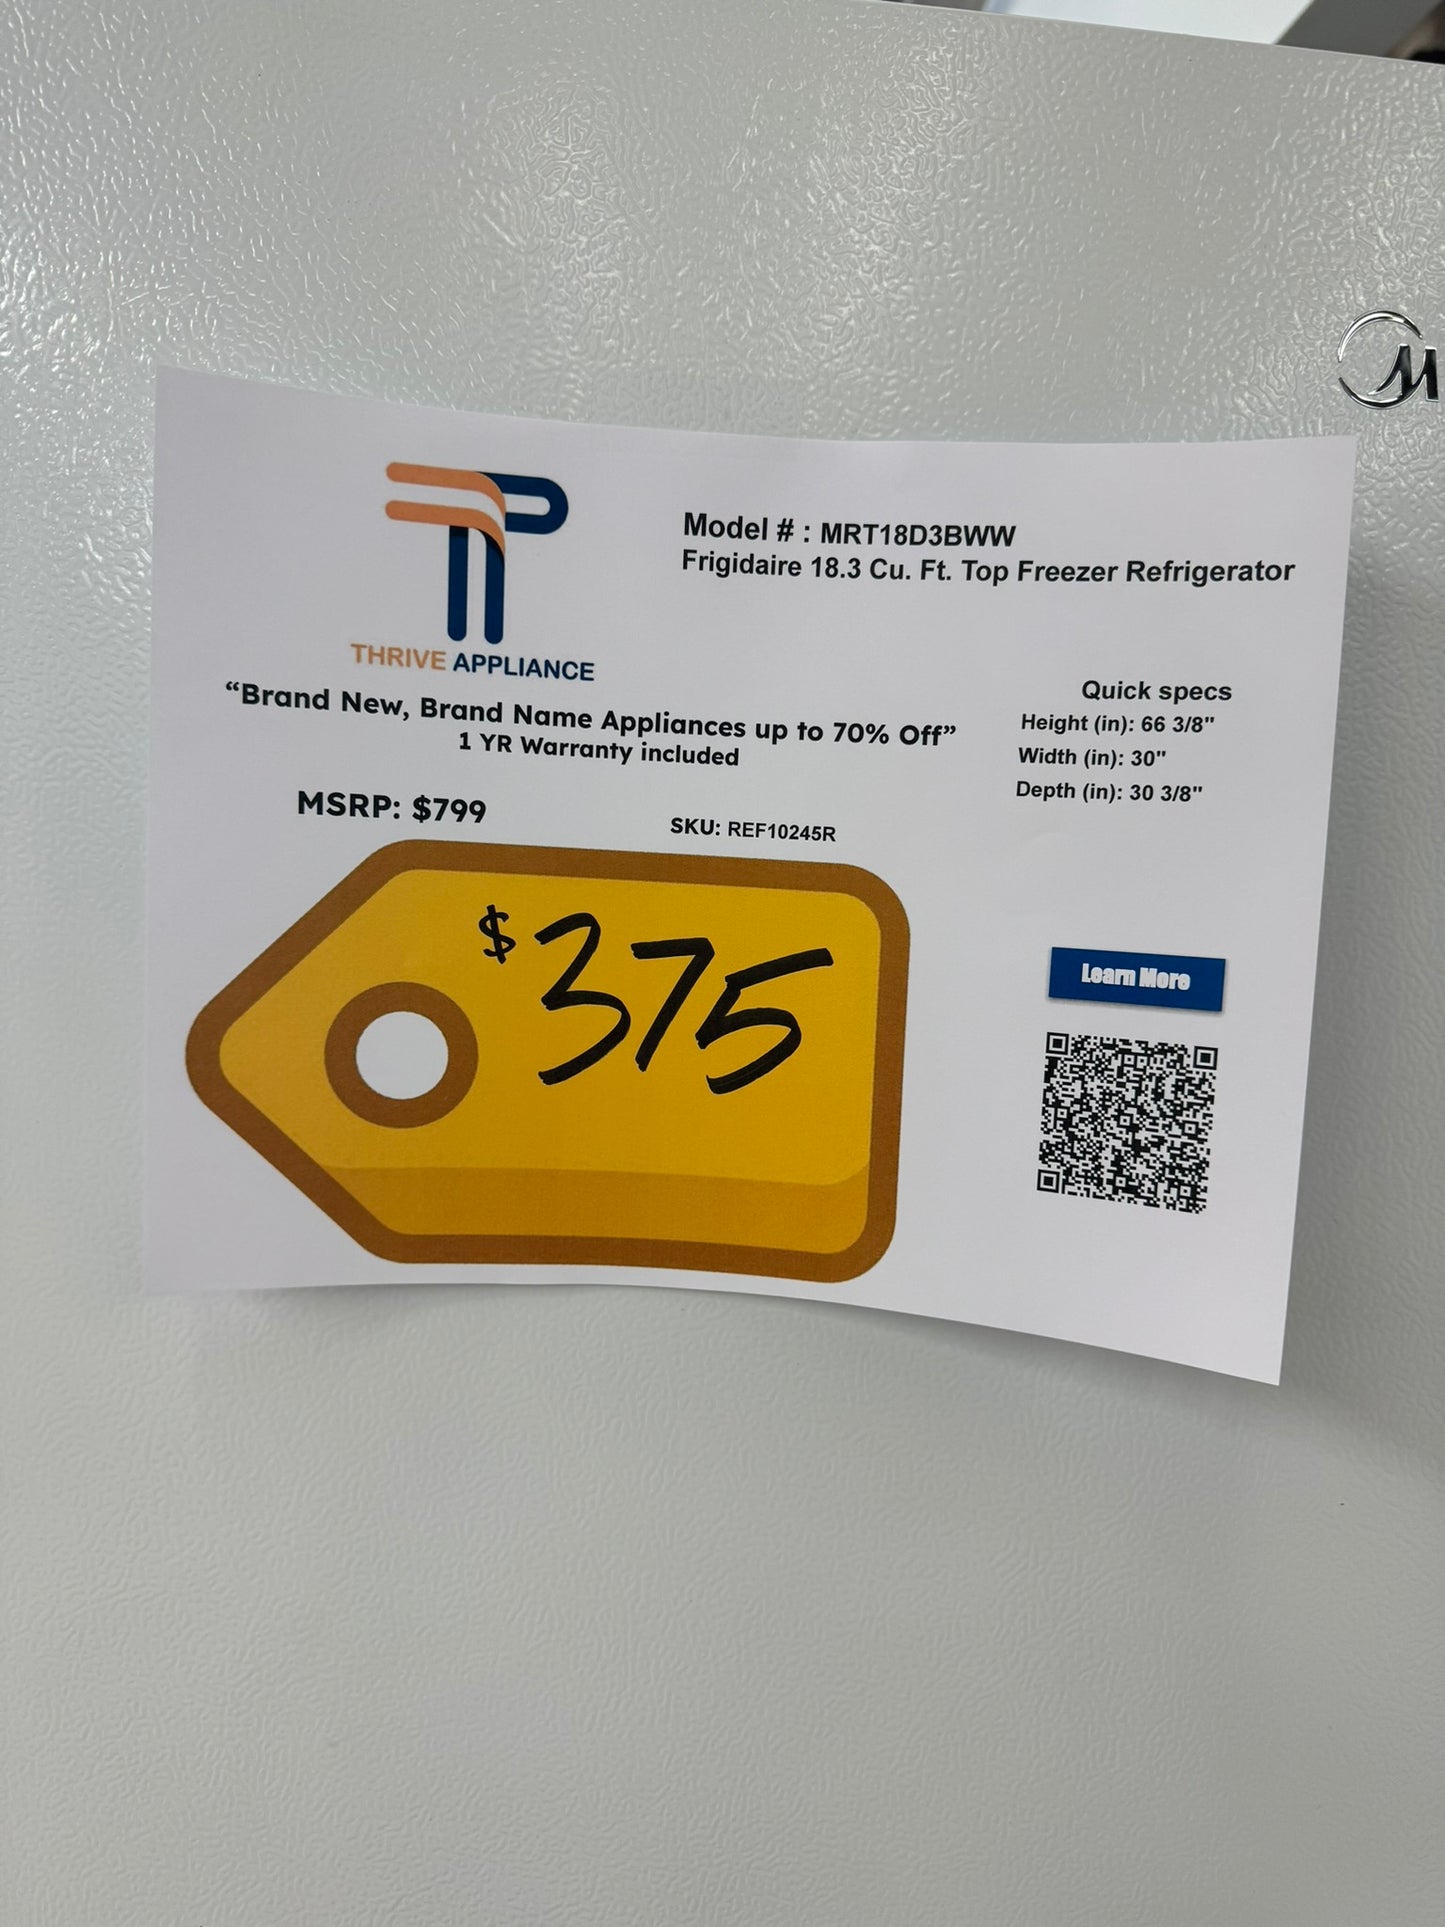 M
TP
THRIVE APPLIANCE
“Brand New, Brand Name Appliances up to 70% Off”
1 YR Warranty included
MSRP: $799
SKU: REF10245R
$375
Model # : MRT18D3BWW
Frigidaire 18.3 Cu. Ft. Top Freezer Refrigerator
Quick specs
Height (in): 66 3/8"
Width (in): 30"
Depth (in): 30 3/8"
Learn More